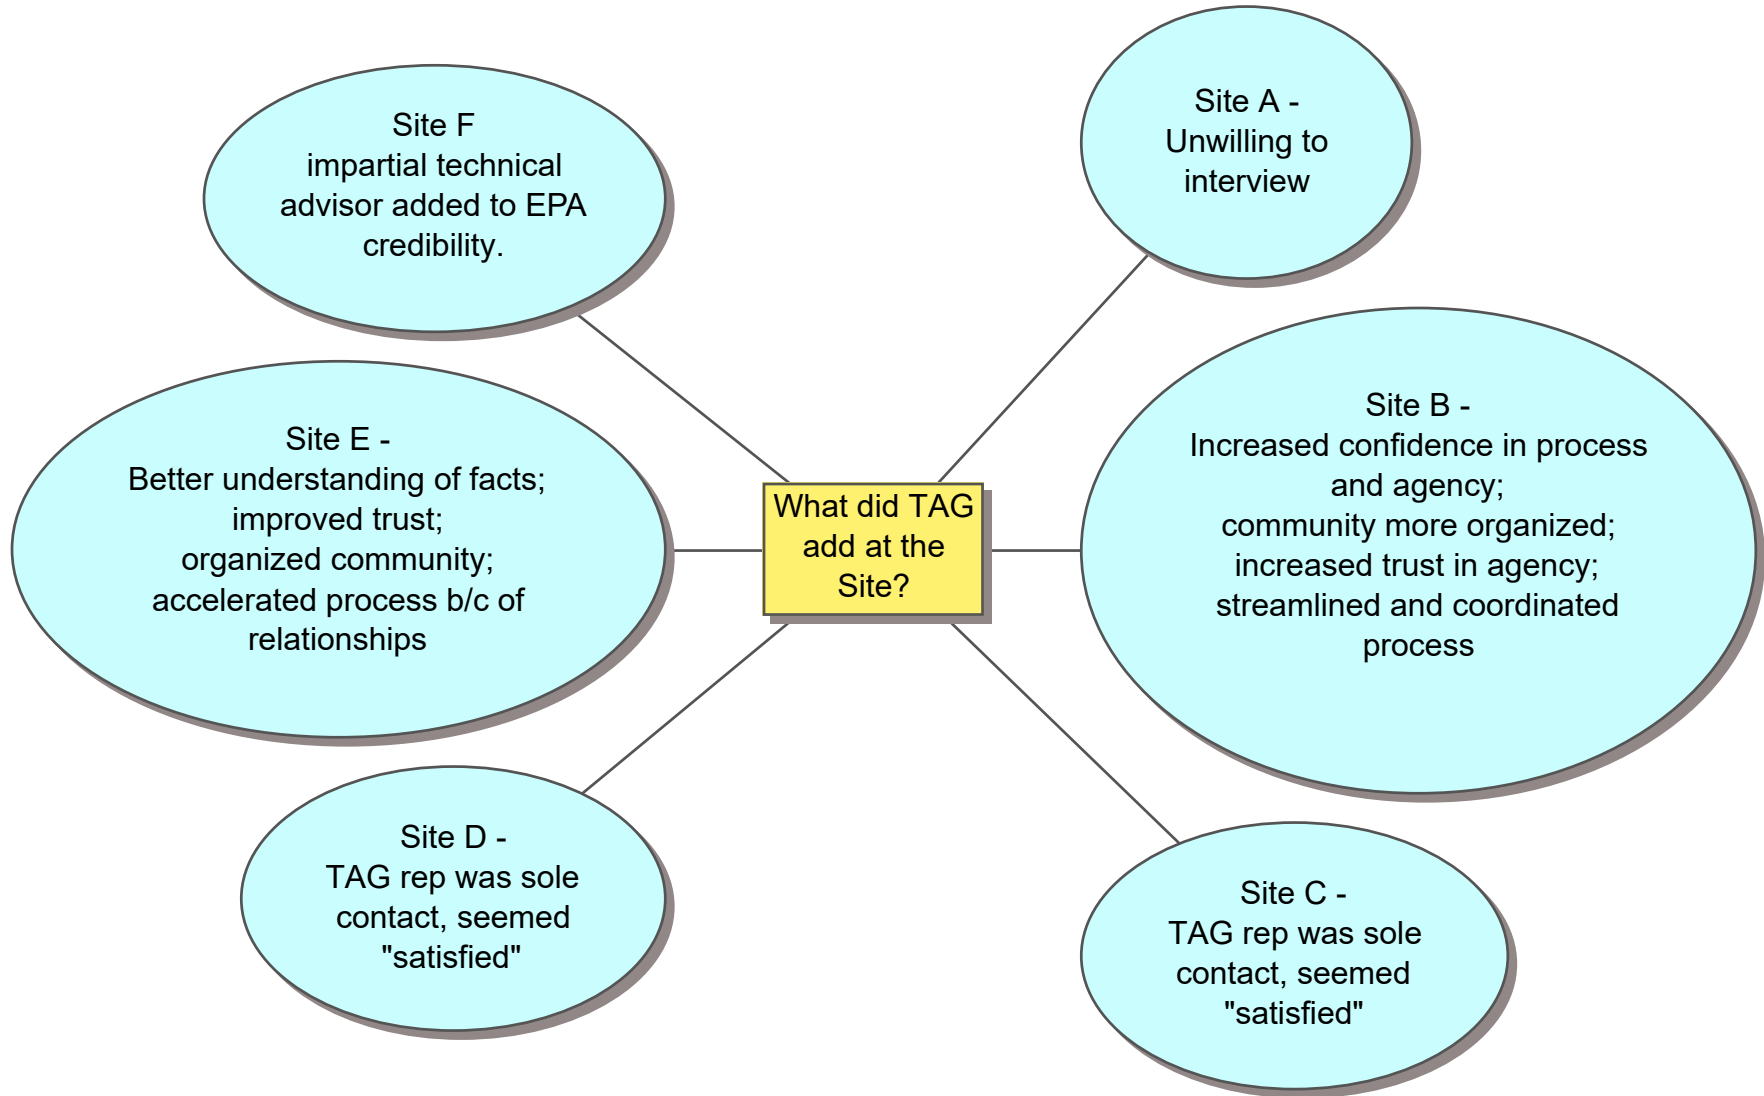 Site F
impartial technical
advisor added to EPA
credibility.
Site A -
Unwilling to
interview
Site E -
Better understanding of facts;
improved trust;
organized community;
accelerated process b/c of
relationships
What did TAG
add at the
Site?
Site B -
Increased confidence in process
and agency;
community more organized;
increased trust in agency;
streamlined and coordinated
process
Site D -
TAG rep was sole
contact, seemed
"satisfied"
Site C -
TAG rep was sole
contact, seemed
"satisfied"